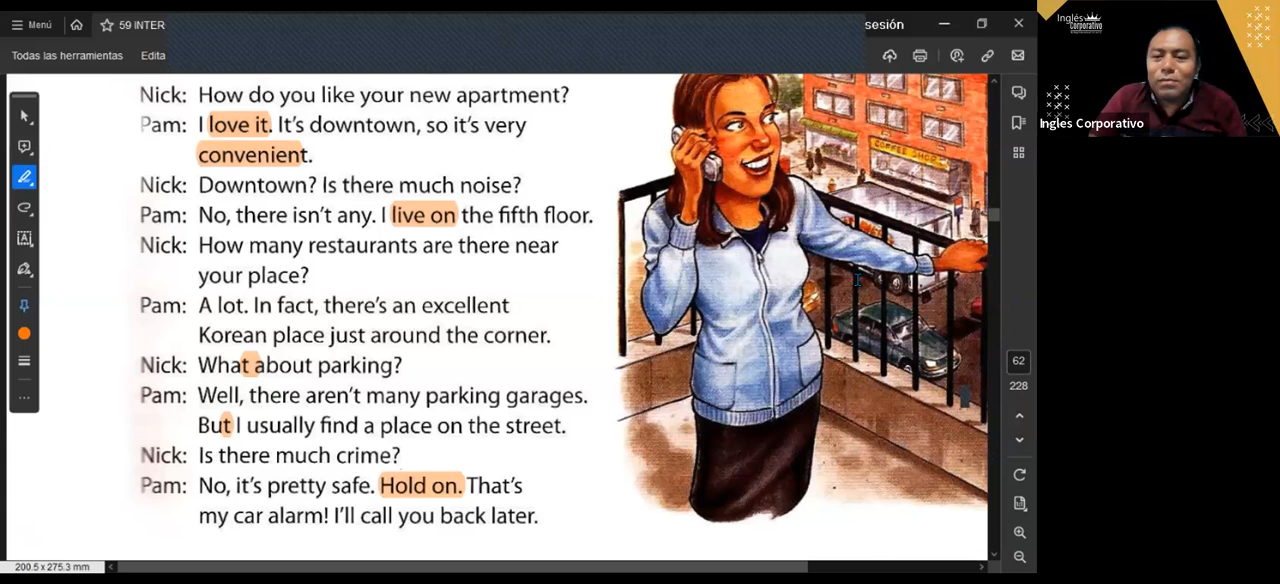 Menú
59 INTER
sesión
Todas las herramientas
Edita
Nick: How do you like your new apartment?
Pam: I love it. It's downtown, so it's very
convenient.
Nick: Downtown? Is there much noise?
Pam: No, there isn't any. I live on the fifth floor.
Nick: How many restaurants are there near
your place?
Pam: A lot. In fact, there's an excellent
Korean place just around the corner.
Nick: What about parking?
Pam: Well, there aren't many parking garages.
But I usually find a place on the street.
Nick: Is there much crime?
Pam: No, it's pretty safe. Hold on. That's
my car alarm! I'll call you back later.
COFFEE SHOP
62
228
200.5 x 275.3 mm
Inglés
Corporativo
Ingles Corporativo